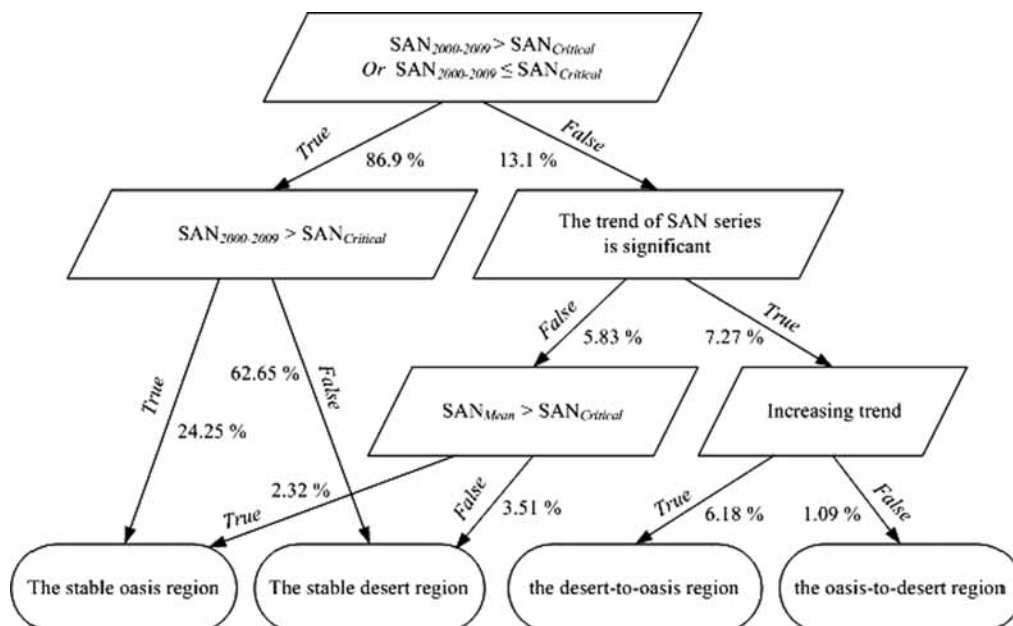 SAN2000-2009 > SANCritical
Or SAN2000-2009 ≤ SANCritical
True
False
86.9 %
13.1 %
SAN2000-2009 > SANCritical
The trend of SAN series
is significant
False
True
5.83 %
7.27 %
True
62.65 %
False
24.25 %
SANMean > SANCritical
Increasing trend
2.32 %
True
False
3.51 %
True
6.18 %
1.09 %
False
The stable oasis region
The stable desert region
the desert-to-oasis region
the oasis-to-desert region